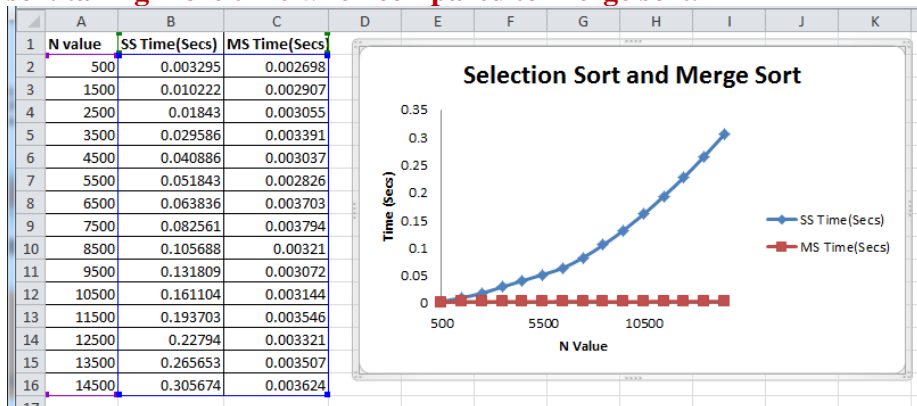 A B C D E F G H I J K
1 N value SS Time(Secs) MS Time(Secs)
2 500 0.003295 0.002698
3 1500 0.010222 0.002907
4 2500 0.01843 0.003055
5 3500 0.029586 0.003391
6 4500 0.040886 0.003037
7 5500 0.051843 0.002826
8 6500 0.063836 0.003703
9 7500 0.082561 0.003794
10 8500 0.105688 0.00321
11 9500 0.131809 0.003072
12 10500 0.161104 0.003144
13 11500 0.193703 0.003546
14 12500 0.22794 0.003321
15 13500 0.265653 0.003507
16 14500 0.305674 0.003624
Selection Sort and Merge Sort
0.35
0.3
0.25
0.2
0.15
0.1
0.05
0
Time (Secs)
500 5500 10500
N Value
SS Time(Secs)
MS Time(Secs)